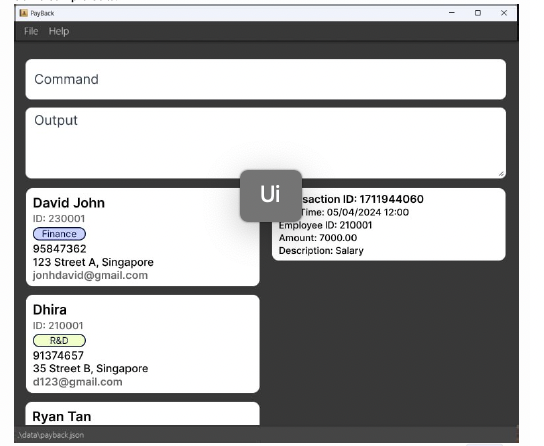 PayBack
File Help
Command
Output
Ui
David John
ID: 230001
Finance
95847362
123 Street A, Singapore
jonhdavid@gmail.com
Dhira
ID: 210001
R&D
91374657
35 Street B, Singapore
d123@gmail.com
Ryan Tan
saction ID: 1711944060
Time: 05/04/2024 12:00
Employee ID: 210001
Amount: 7000.00
Description: Salary
.\data\payback.json